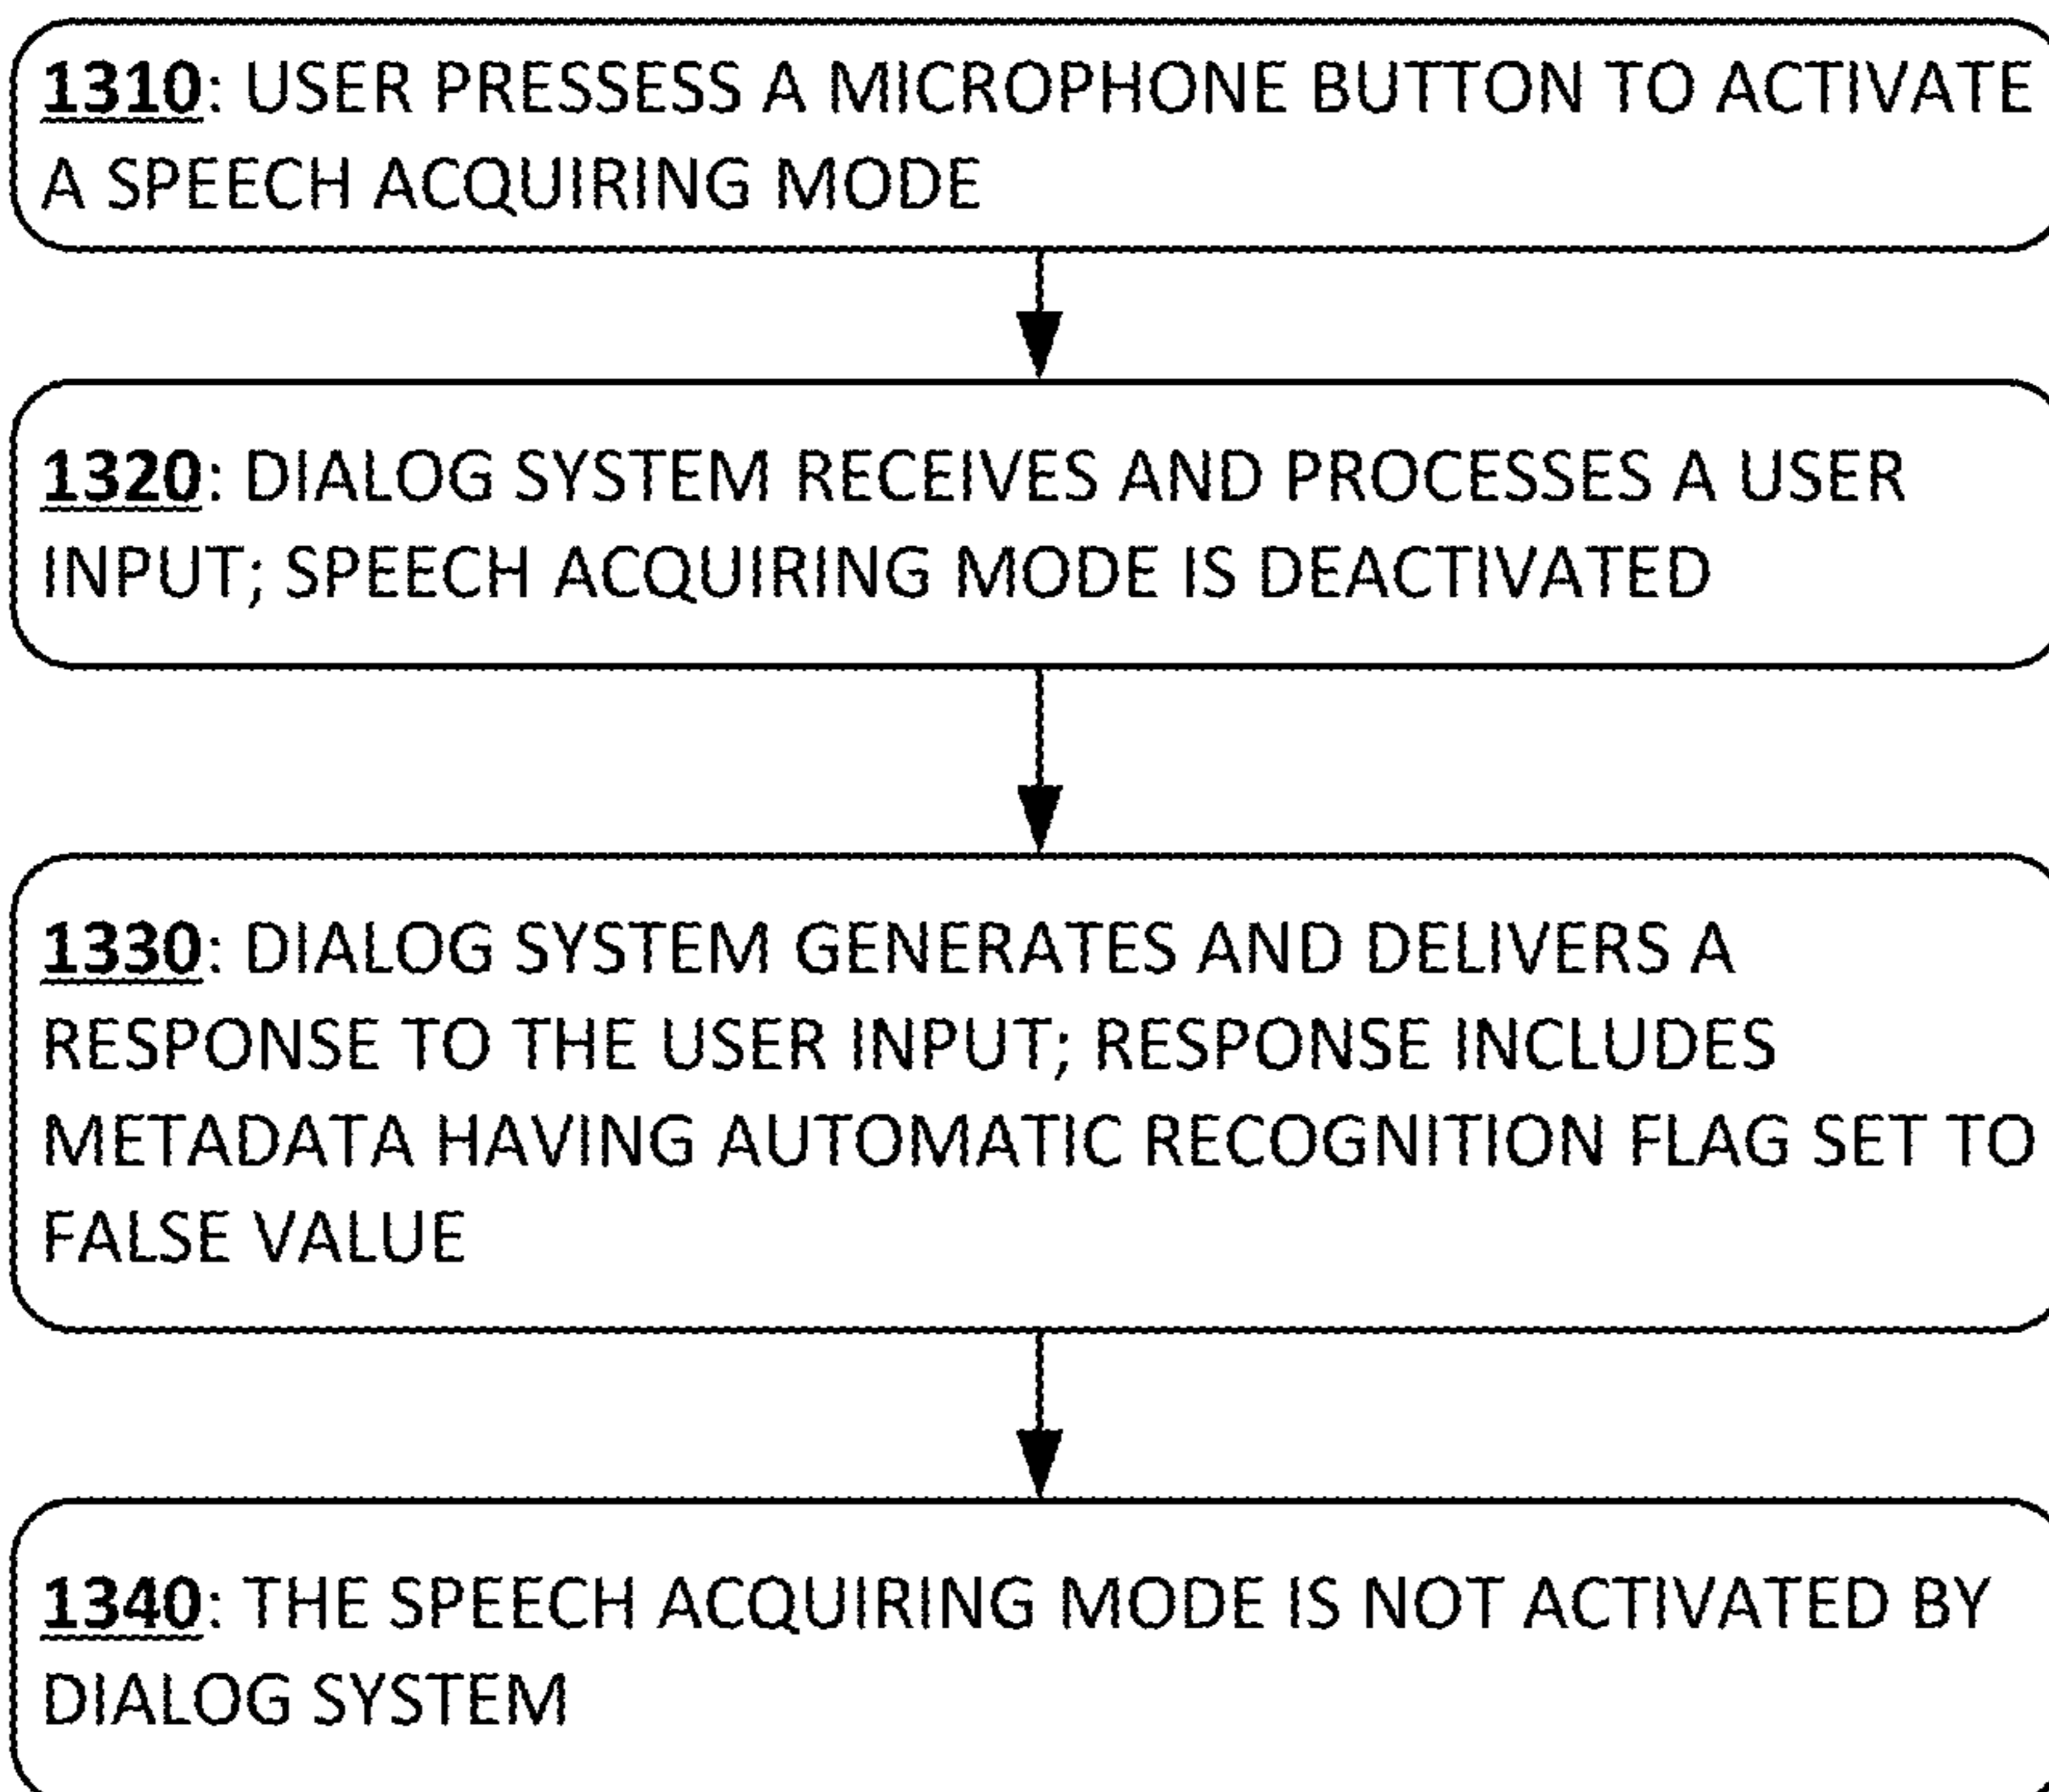 1310: USER PRESSESS A MICROPHONE BUTTON TO ACTIVATE
A SPEECH ACQUIRING MODE
1320: DIALOG SYSTEM RECEIVES AND PROCESSES A USER
INPUT; SPEECH ACQUIRING MODE IS DEACTIVATED
1330: DIALOG SYSTEM GENERATES AND DELIVERS A
RESPONSE TO THE USER INPUT; RESPONSE INCLUDES
METADATA HAVING AUTOMATIC RECOGNITION FLAG SET TO
FALSE VALUE
1340: THE SPEECH ACQUIRING MODE IS NOT ACTIVATED BY
DIALOG SYSTEM